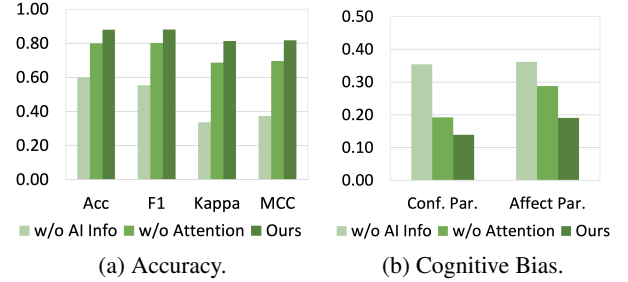 1.00
0.80
0.60
0.40
0.20
0.00
Acc F1 Kappa MCC
w/o AI Info w/o Attention Ours
(a) Accuracy.
0.50
0.40
0.30
0.20
0.10
0.00
Conf. Par. Affect Par.
w/o AI Info w/o Attention Ours
(b) Cognitive Bias.